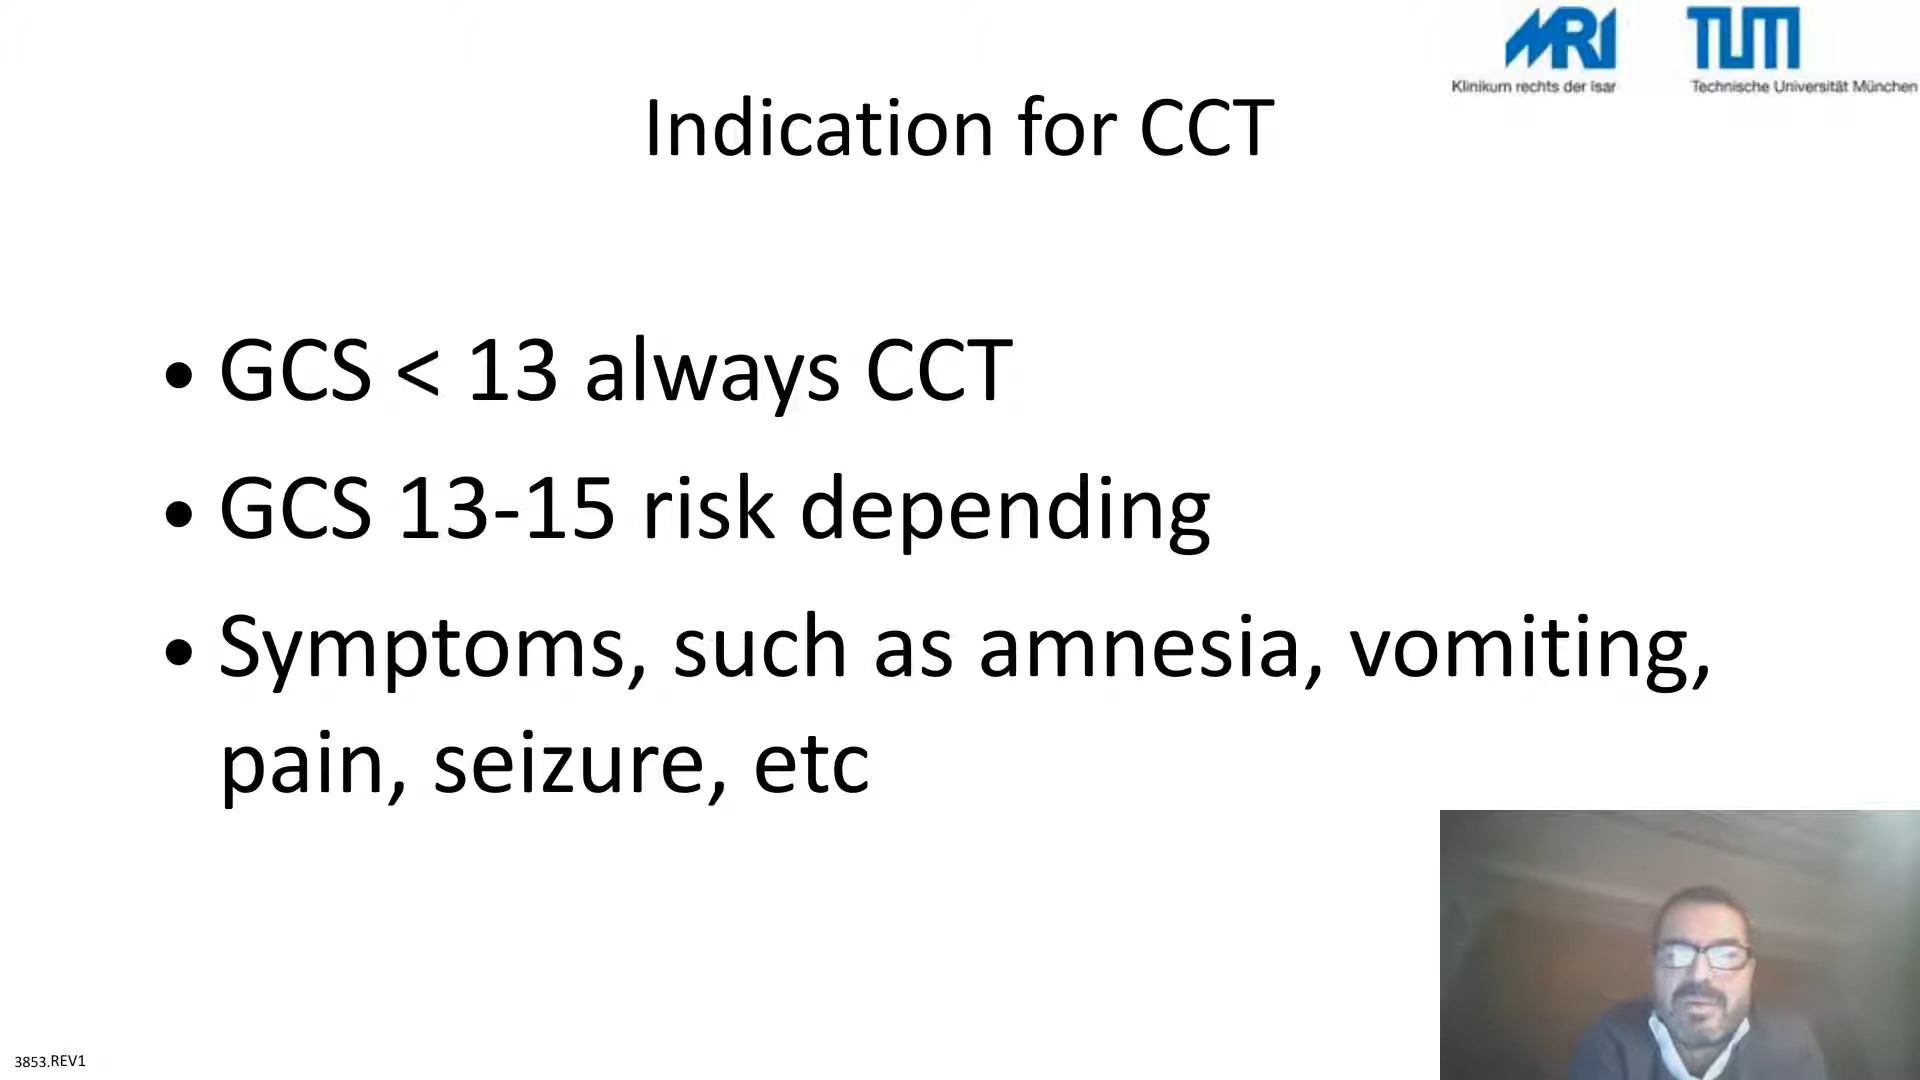 MRI
TUM
Klinikum rechts der Isar
Technische Universität München
Indication for CCT
• GCS < 13 always CCT
• GCS 13-15 risk depending
• Symptoms, such as amnesia, vomiting,
pain, seizure, etc
3853.REV1